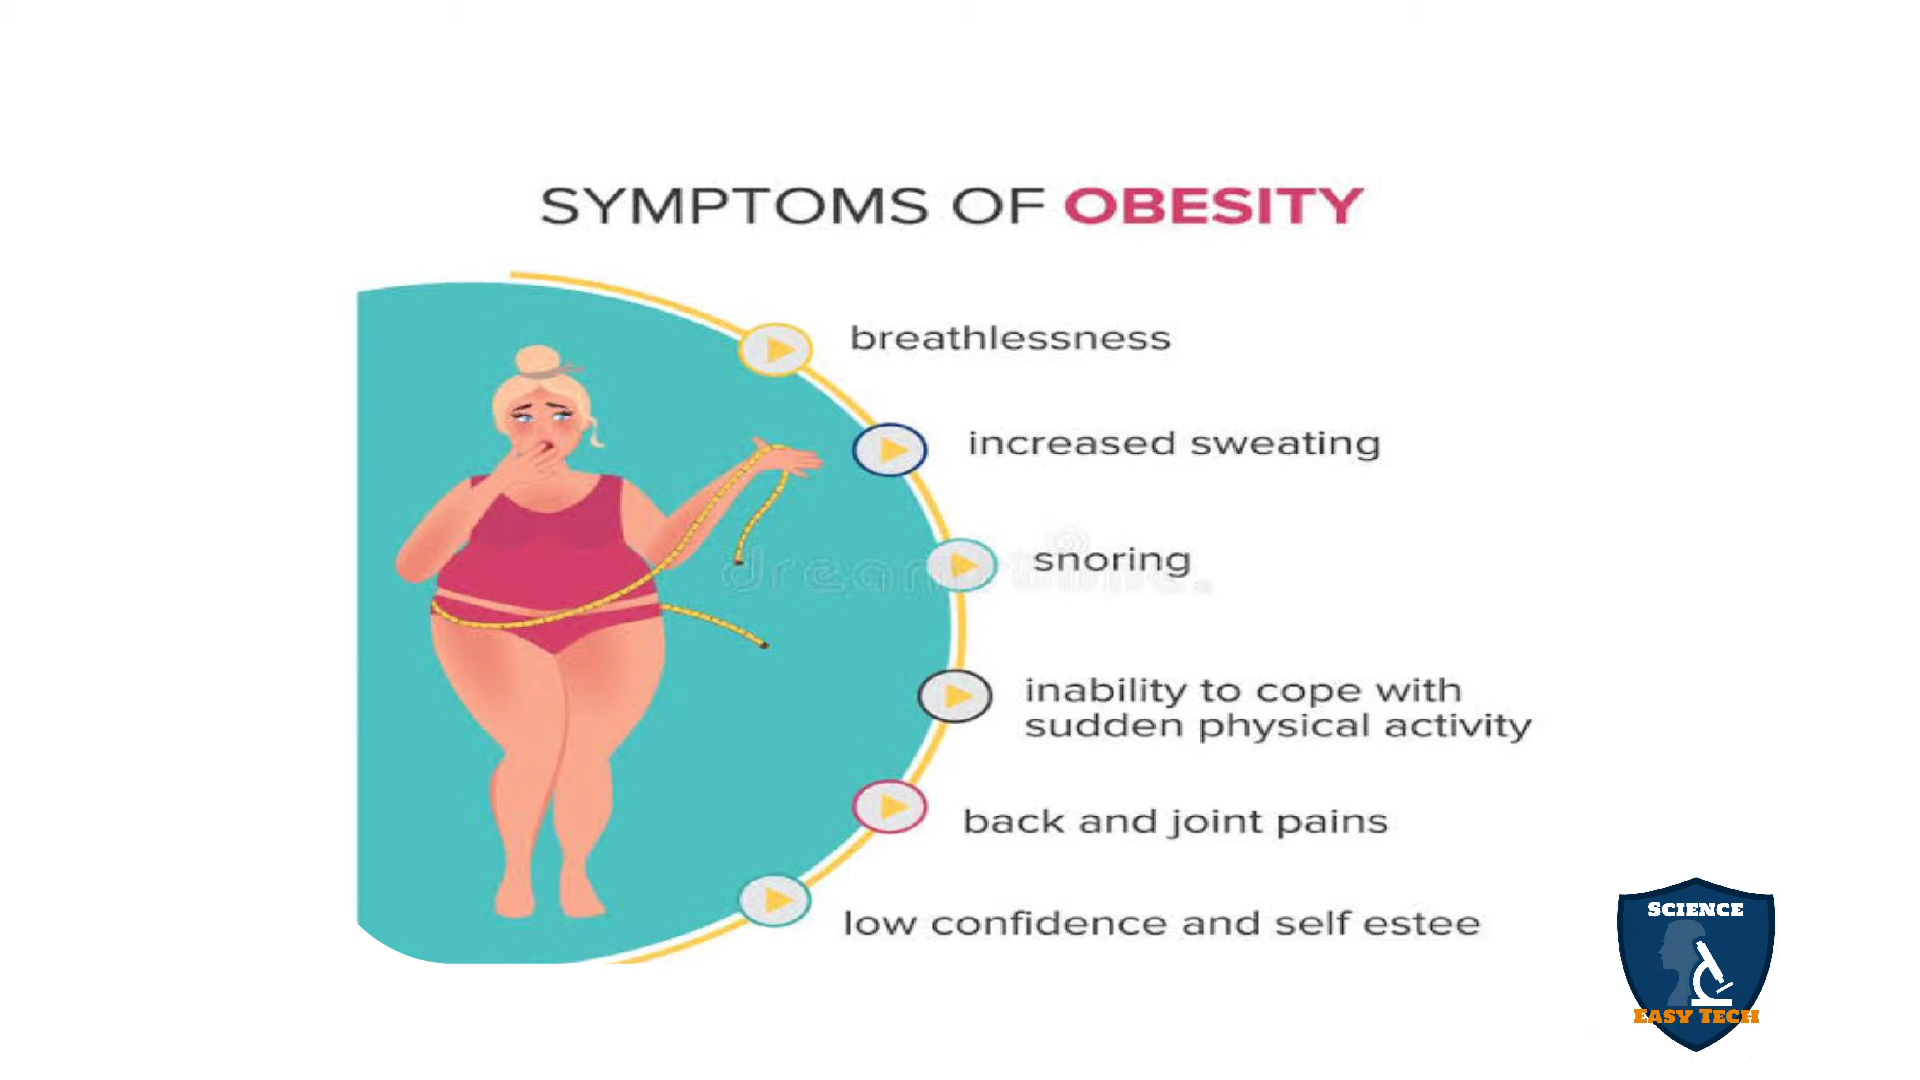 SYMPTOMS OF OBESITY
breathlessness
increased sweating
snoring
dreamstime.
inability to cope with
sudden physical activity
back and joint pains
low confidence and self estee
SCIENCE
EASY TECH